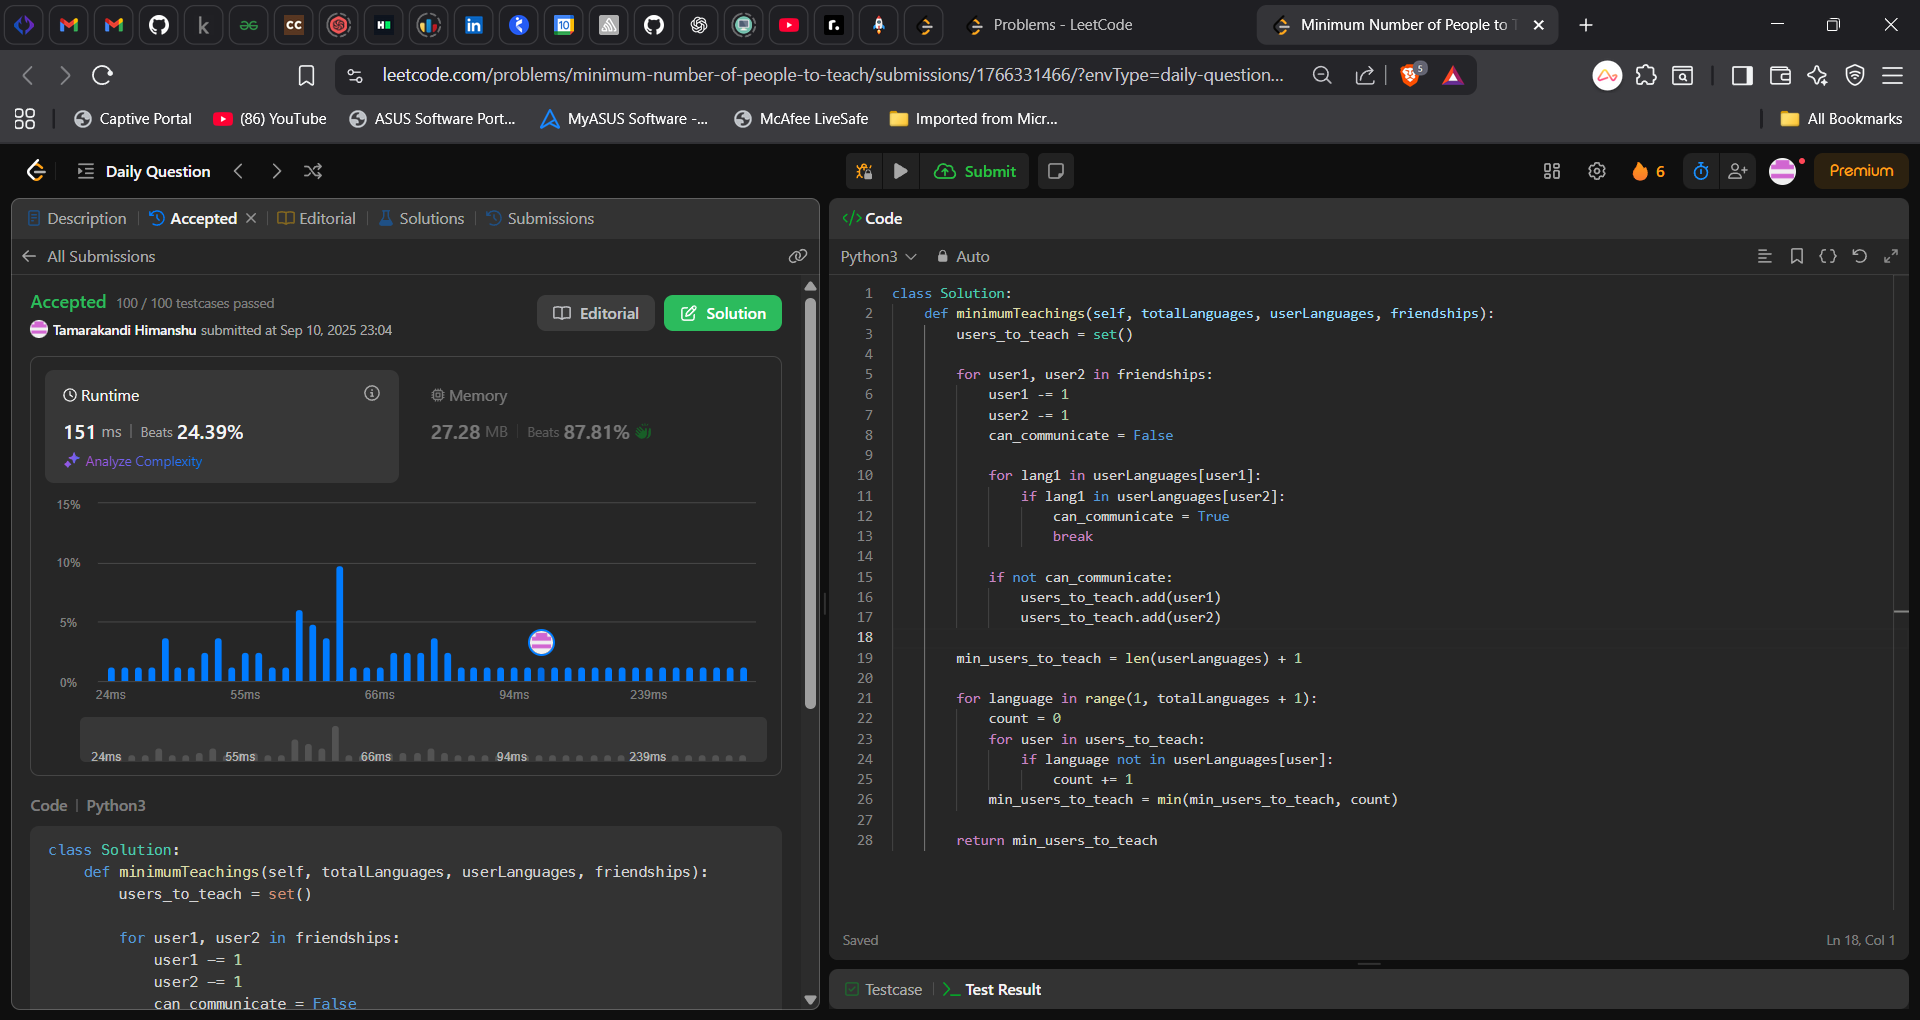 Problems - LeetCode
Minimum Number of People to T
leetcode.com/problems/minimum-number-of-people-to-teach/submissions/1766331466/?envType=daily-question...
5
Captive Portal
(86) YouTube
ASUS Software Port...
MyASUS Software -...
McAfee LiveSafe
Imported from Micr...
All Bookmarks
Daily Question
Submit
6
Premium
Description
Accepted
Editorial
Solutions
Submissions
All Submissions
Accepted 100 / 100 testcases passed
Tamarakandi Himanshu submitted at Sep 10, 2025 23:04
Editorial
Solution
Runtime
151 ms | Beats 24.39%
Analyze Complexity
Memory
27.28 MB | Beats 87.81%
15%
10%
5%
0%
24ms 55ms 66ms 94ms 239ms
24ms 55ms 66ms 94ms 239ms
Code | Python3
class Solution:
def minimumTeachings(self, totalLanguages, userLanguages, friendships):
users_to_teach = set()
for user1, user2 in friendships:
user1 -= 1
user2 -= 1
can_communicate = False
</> Code
Python3
Auto
1 class Solution:
2 def minimumTeachings(self, totalLanguages, userLanguages, friendships):
3 users_to_teach = set()
4
5 for user1, user2 in friendships:
6 user1 -= 1
7 user2 -= 1
8 can_communicate = False
9
10 for lang1 in userLanguages[user1]:
11 if lang1 in userLanguages[user2]:
12 can_communicate = True
13 break
14
15 if not can_communicate:
16 users_to_teach.add(user1)
17 users_to_teach.add(user2)
18
19 min_users_to_teach = len(userLanguages) + 1
20
21 for language in range(1, totalLanguages + 1):
22 count = 0
23 for user in users_to_teach:
24 if language not in userLanguages[user]:
25 count += 1
26 min_users_to_teach = min(min_users_to_teach, count)
27
28 return min_users_to_teach
Saved
Ln 18, Col 1
Testcase
Test Result